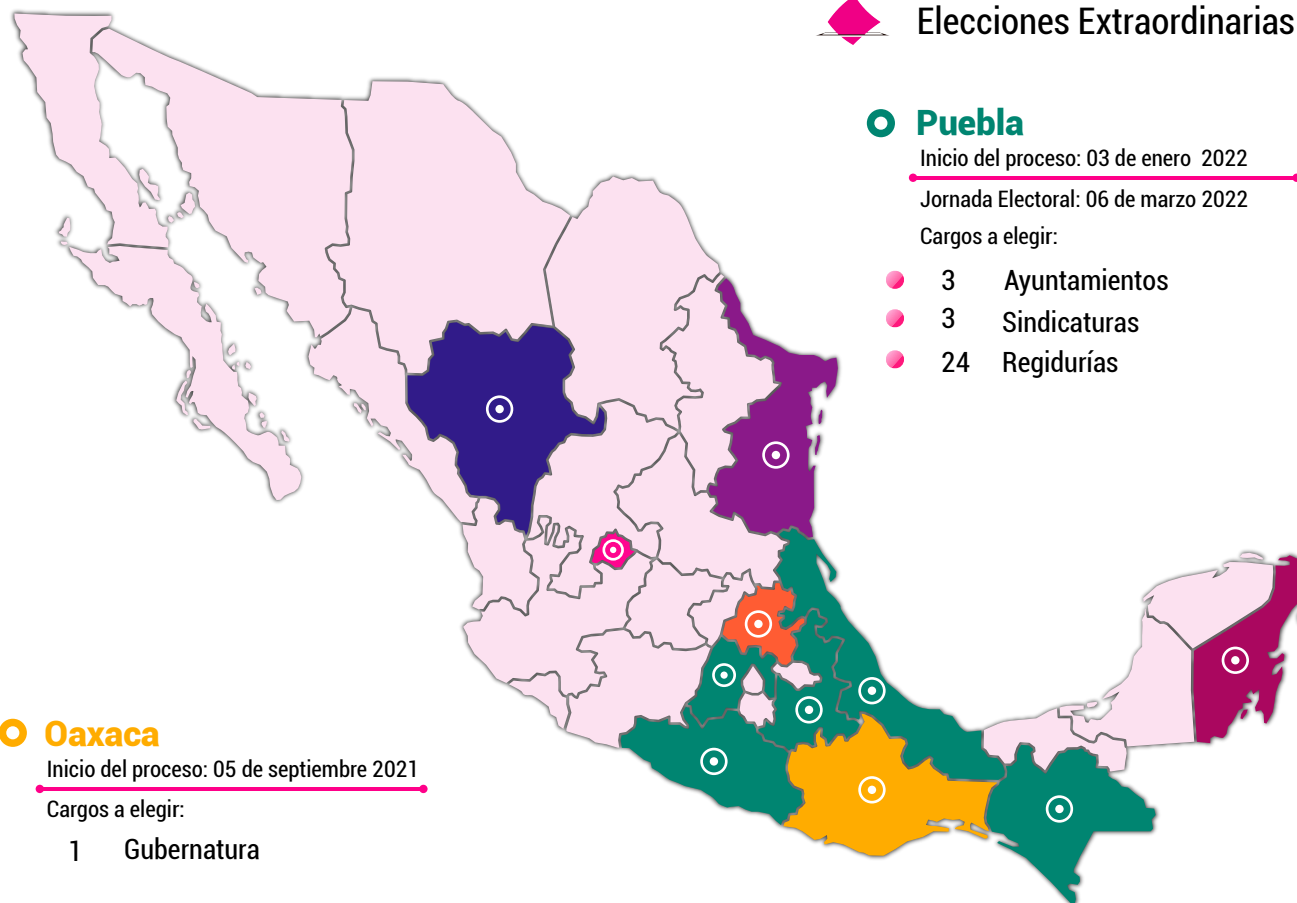 Elecciones Extraordinarias
Puebla
Inicio del proceso: 03 de enero 2022
Jornada Electoral: 06 de marzo 2022
Cargos a elegir:
3 Ayuntamientos
3 Sindicaturas
24 Regidurías
Oaxaca
Inicio del proceso: 05 de septiembre 2021
Cargos a elegir:
1 Gubernatura